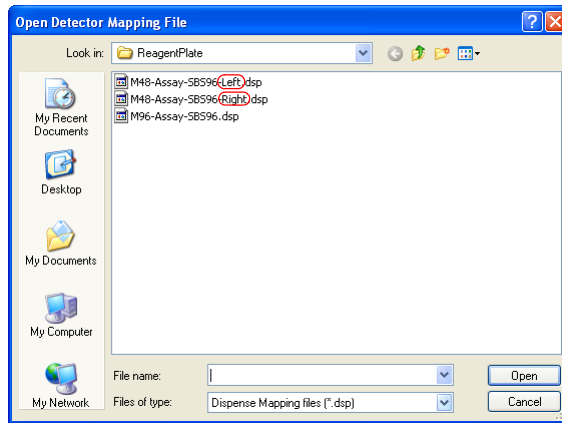 Open Detector Mapping File
Look in:
ReagentPlate
M48-Assay-SBS96-Left.dsp
M48-Assay-SBS96-Right.dsp
M96-Assay-SBS96.dsp
My Recent
Documents
Desktop
My Documents
My Computer
My Network
File name:
Open
Files of type:
Dispense Mapping files (*.dsp)
Cancel